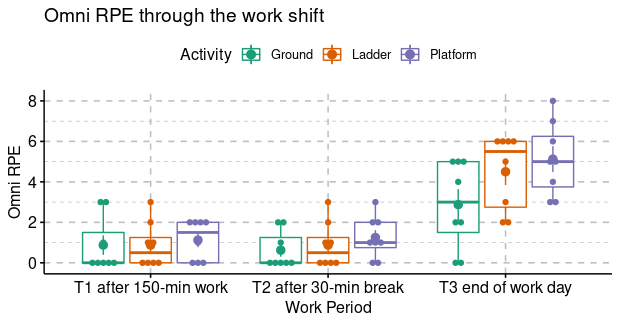 Omni RPE through the work shift
Activity Ground Ladder Platform
8
6
4
2
0
Omni RPE
T1 after 150-min work T2 after 30-min break T3 end of work day
Work Period